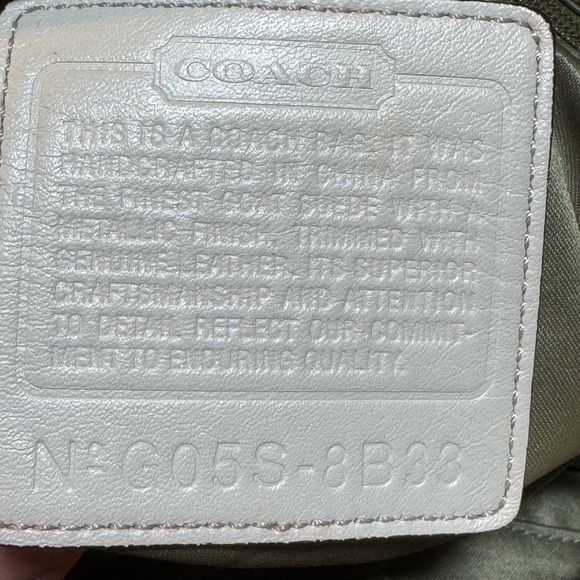 COACH
THIS IS A COACH BAG. IT WAS
HANDCRAFTED IN CHINA FROM
THE FINEST GOAT SUEDE WITH A
METALLIC FINISH, TRIMMED WITH
GENUINE LEATHER. ITS SUPERIOR
CRAFTSMANSHIP AND ATTENTION
TO DETAIL REFLECT OUR COMMIT-
MENT TO ENDURING QUALITY.
Nº G05S-8B33